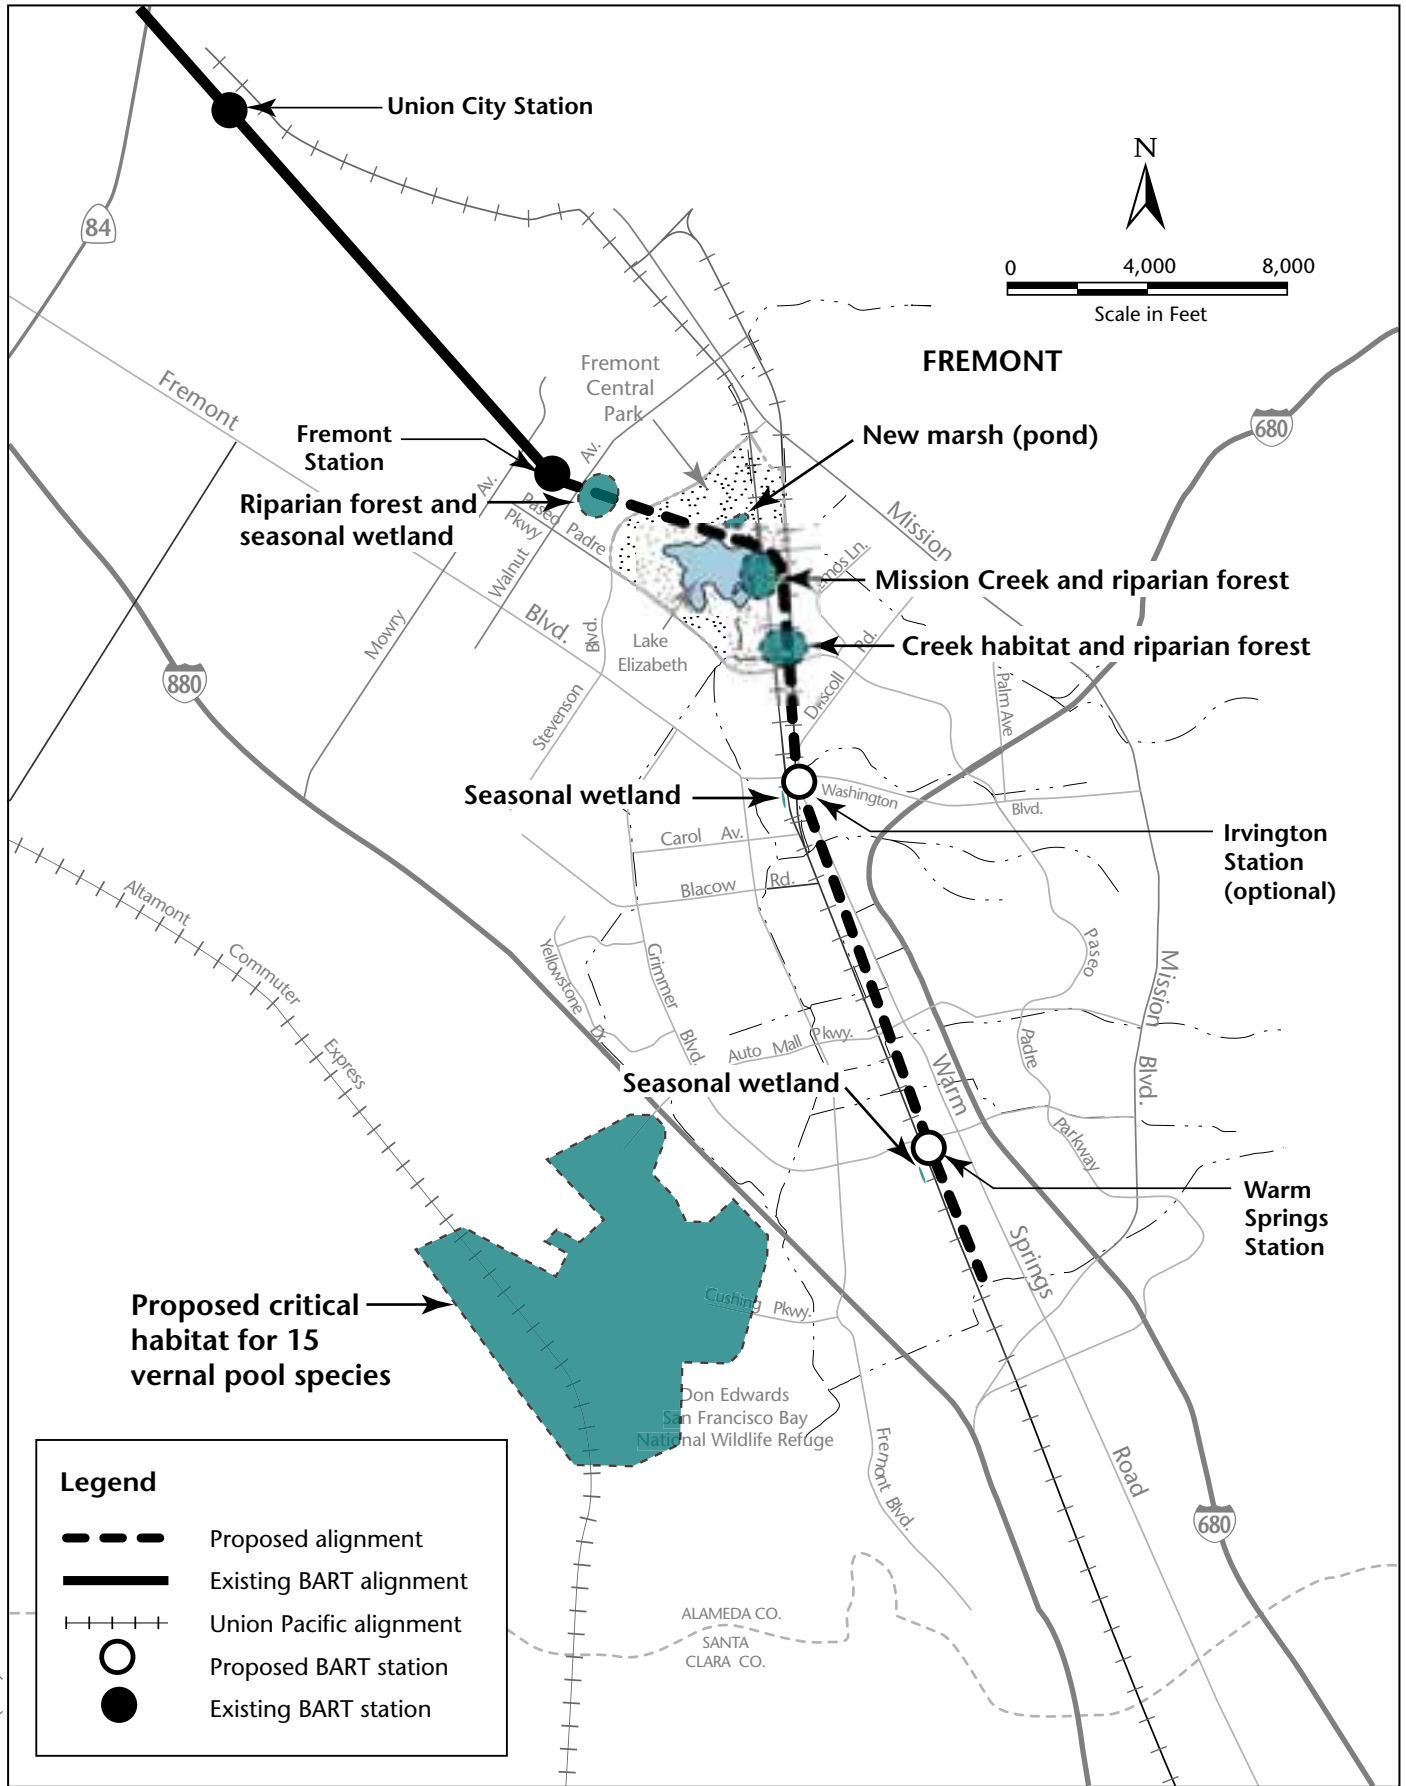 Union City Station
N
84
0 4,000 8,000
Scale in Feet
FREMONT
Fremont
Central
Park
Fremont
680
Fremont
Station
New marsh (pond)
Av.
Av.
Riparian forest and
seasonal wetland
Paseo Padre
Pkwy
Mission
Walnut
mos Ln.
Mission Creek and riparian forest
Blvd.
Mowry
Blvd.
Lake
Elizabeth
Rd.
Creek habitat and riparian forest
880
Palm Ave
Driscoll
Stevenson
Seasonal wetland
Washington
Blvd.
Carol Av.
Irvington
Station
(optional)
Blacow Rd.
Altamont
Commuter
Express
Yellowstone
Dr.
Grimmer
Blvd.
Paseo
Padre
Parkway
Mission
Blvd.
Auto Mall Pkwy.
Warm
Seasonal wetland
Warm
Springs
Station
Springs
Proposed critical
habitat for 15
vernal pool species
Cushing Pkwy.
Don Edwards
San Francisco Bay
National Wildlife Refuge
Fremont Blvd.
Road
680
Legend
Proposed alignment
Existing BART alignment
Union Pacific alignment
Proposed BART station
Existing BART station
ALAMEDA CO.
SANTA
CLARA CO.